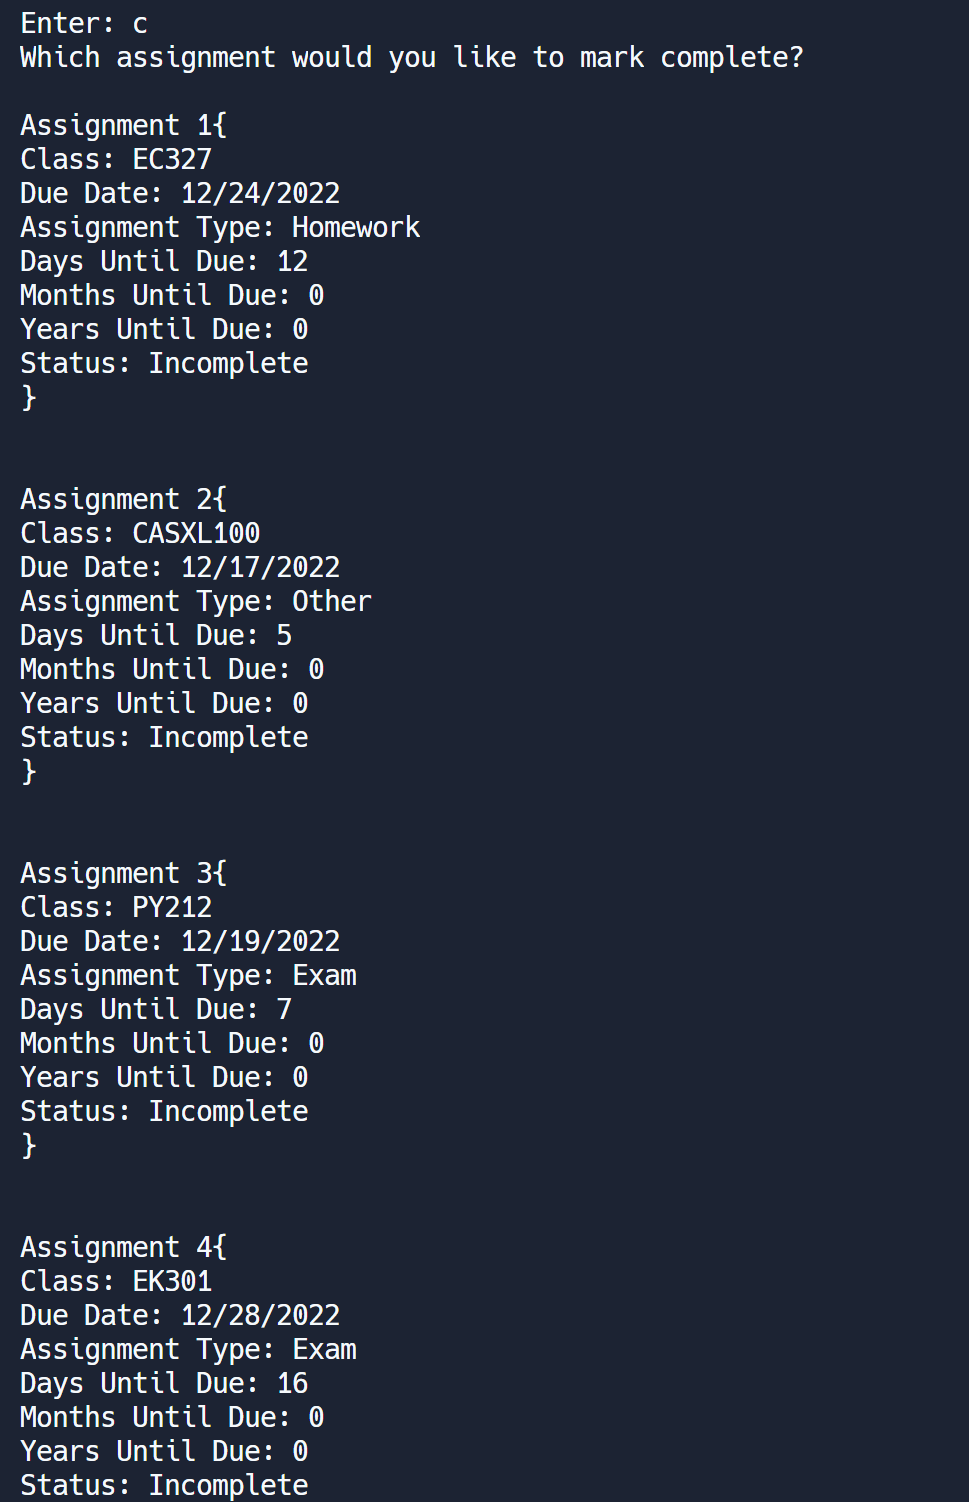 Enter: c
Which assignment would you like to mark complete?
Assignment 1{
Class: EC327
Due Date: 12/24/2022
Assignment Type: Homework
Days Until Due: 12
Months Until Due: 0
Years Until Due: 0
Status: Incomplete
}
Assignment 2{
Class: CASXL100
Due Date: 12/17/2022
Assignment Type: Other
Days Until Due: 5
Months Until Due: 0
Years Until Due: 0
Status: Incomplete
}
Assignment 3{
Class: PY212
Due Date: 12/19/2022
Assignment Type: Exam
Days Until Due: 7
Months Until Due: 0
Years Until Due: 0
Status: Incomplete
}
Assignment 4{
Class: EK301
Due Date: 12/28/2022
Assignment Type: Exam
Days Until Due: 16
Months Until Due: 0
Years Until Due: 0
Status: Incomplete